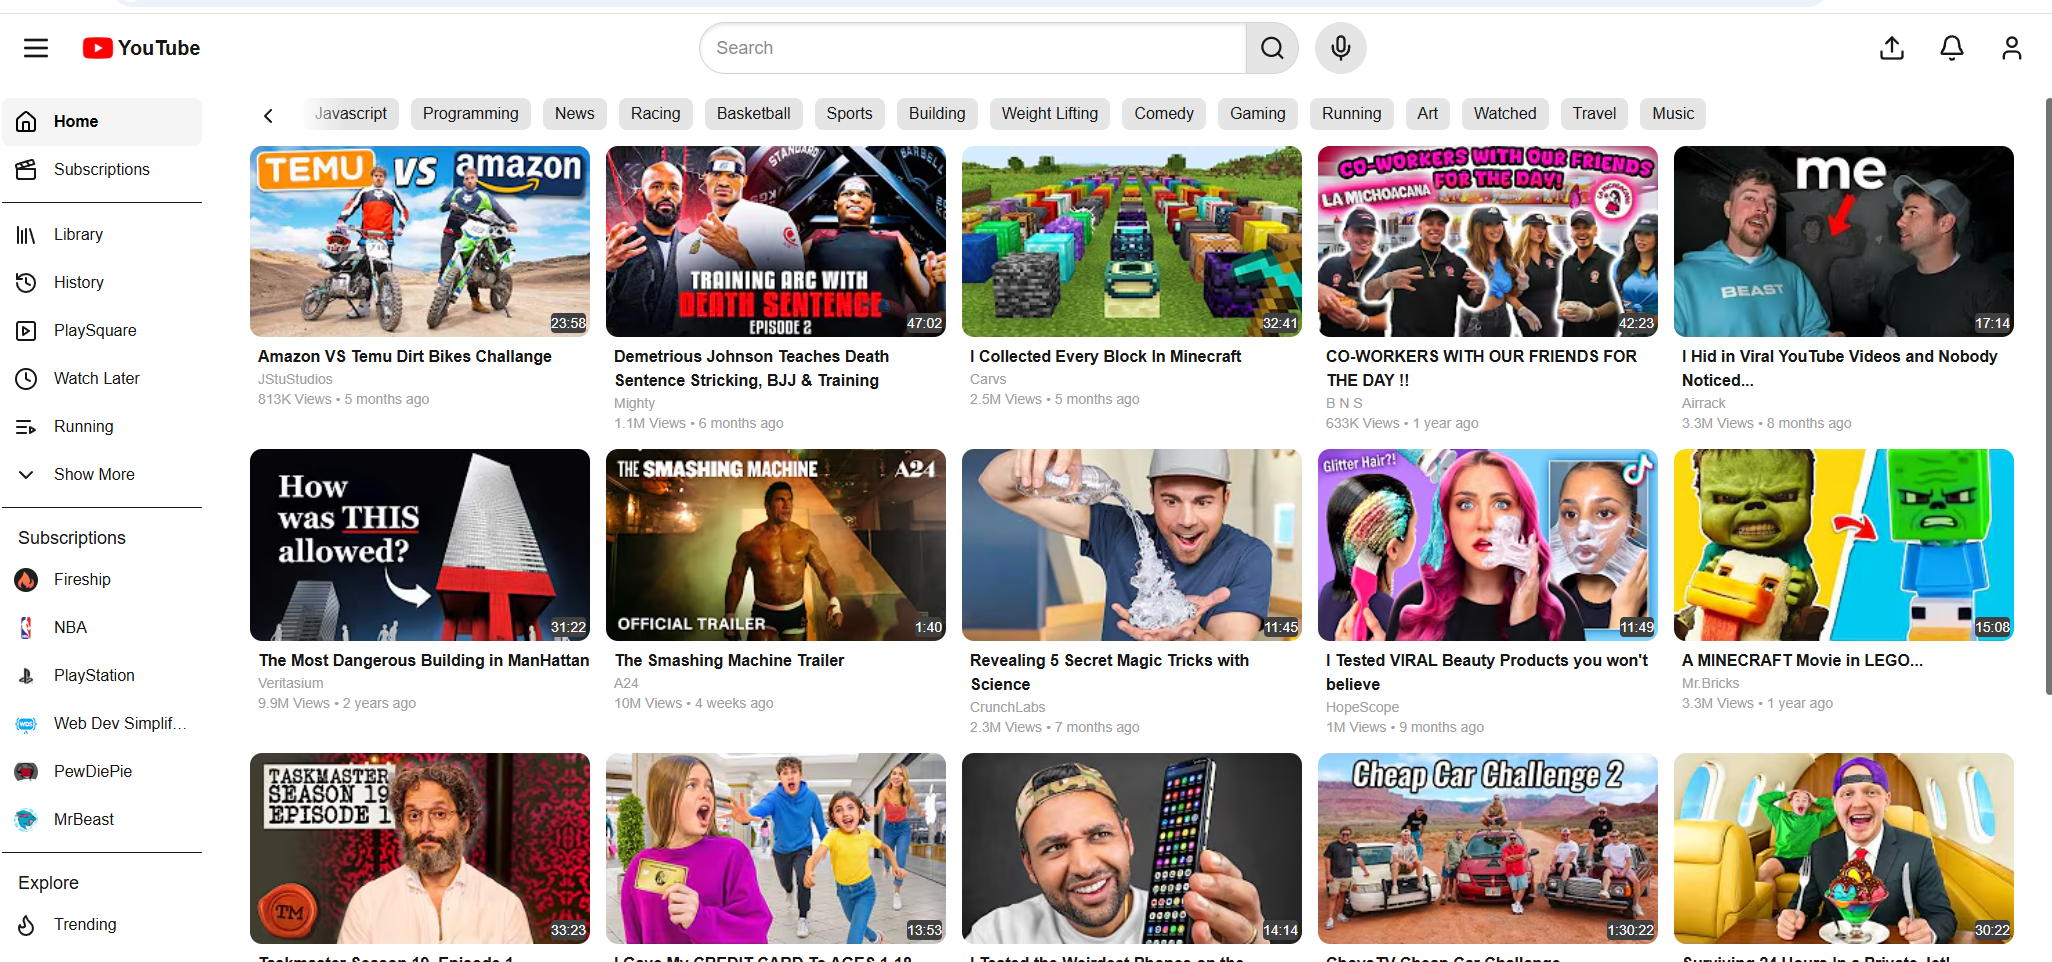 YouTube
Search
Home
Subscriptions
Library
History
PlaySquare
Watch Later
Running
Show More
Subscriptions
Fireship
NBA
PlayStation
Web Dev Simplif...
PewDiePie
MrBeast
Explore
Trending
Javascript
Programming
News
Racing
Basketball
Sports
Building
Weight Lifting
Comedy
Gaming
Running
Art
Watched
Travel
Music
TEMU VS amazon
23:58
Amazon VS Temu Dirt Bikes Challange
JStuStudios
813K Views • 5 months ago
STANDARD
BARBELL
KGS
TRAINING ARC WITH
DEATH SENTENCE
EPISODE 2
47:02
Demetrious Johnson Teaches Death
Sentence Stricking, BJJ & Training
Mighty
1.1M Views • 6 months ago
32:41
I Collected Every Block In Minecraft
Carvs
2.5M Views • 5 months ago
CO-WORKERS WITH OUR FRIENDS
FOR THE DAY!
LA MICHOACANA
42:23
CO-WORKERS WITH OUR FRIENDS FOR
THE DAY !!
B N S
633K Views • 1 year ago
me
BEAST
17:14
I Hid in Viral YouTube Videos and Nobody
Noticed...
Airrack
3.3M Views • 8 months ago
How
was THIS
allowed?
31:22
The Most Dangerous Building in ManHattan
Veritasium
9.9M Views • 2 years ago
THE SMASHING MACHINE
A24
OFFICIAL TRAILER
1:40
The Smashing Machine Trailer
A24
10M Views • 4 weeks ago
11:45
Revealing 5 Secret Magic Tricks with
Science
CrunchLabs
2.3M Views • 7 months ago
Glitter Hair?!
11:49
I Tested VIRAL Beauty Products you won't
believe
HopeScope
1M Views • 9 months ago
15:08
A MINECRAFT Movie in LEGO...
Mr.Bricks
3.3M Views • 1 year ago
TASKMASTER
SEASON 19
EPISODE 1
TM
33:23
Taskmaster Season 19, Episode 1
13:53
I Gave My CREDIT CARD To AGES 1-18
14:14
I Tested the Weirdest Phones on the
Cheap Car Challenge 2
1:30:22
Cheap Car Challenge
30:22
Surviving 24 Hours In a Private Jet!